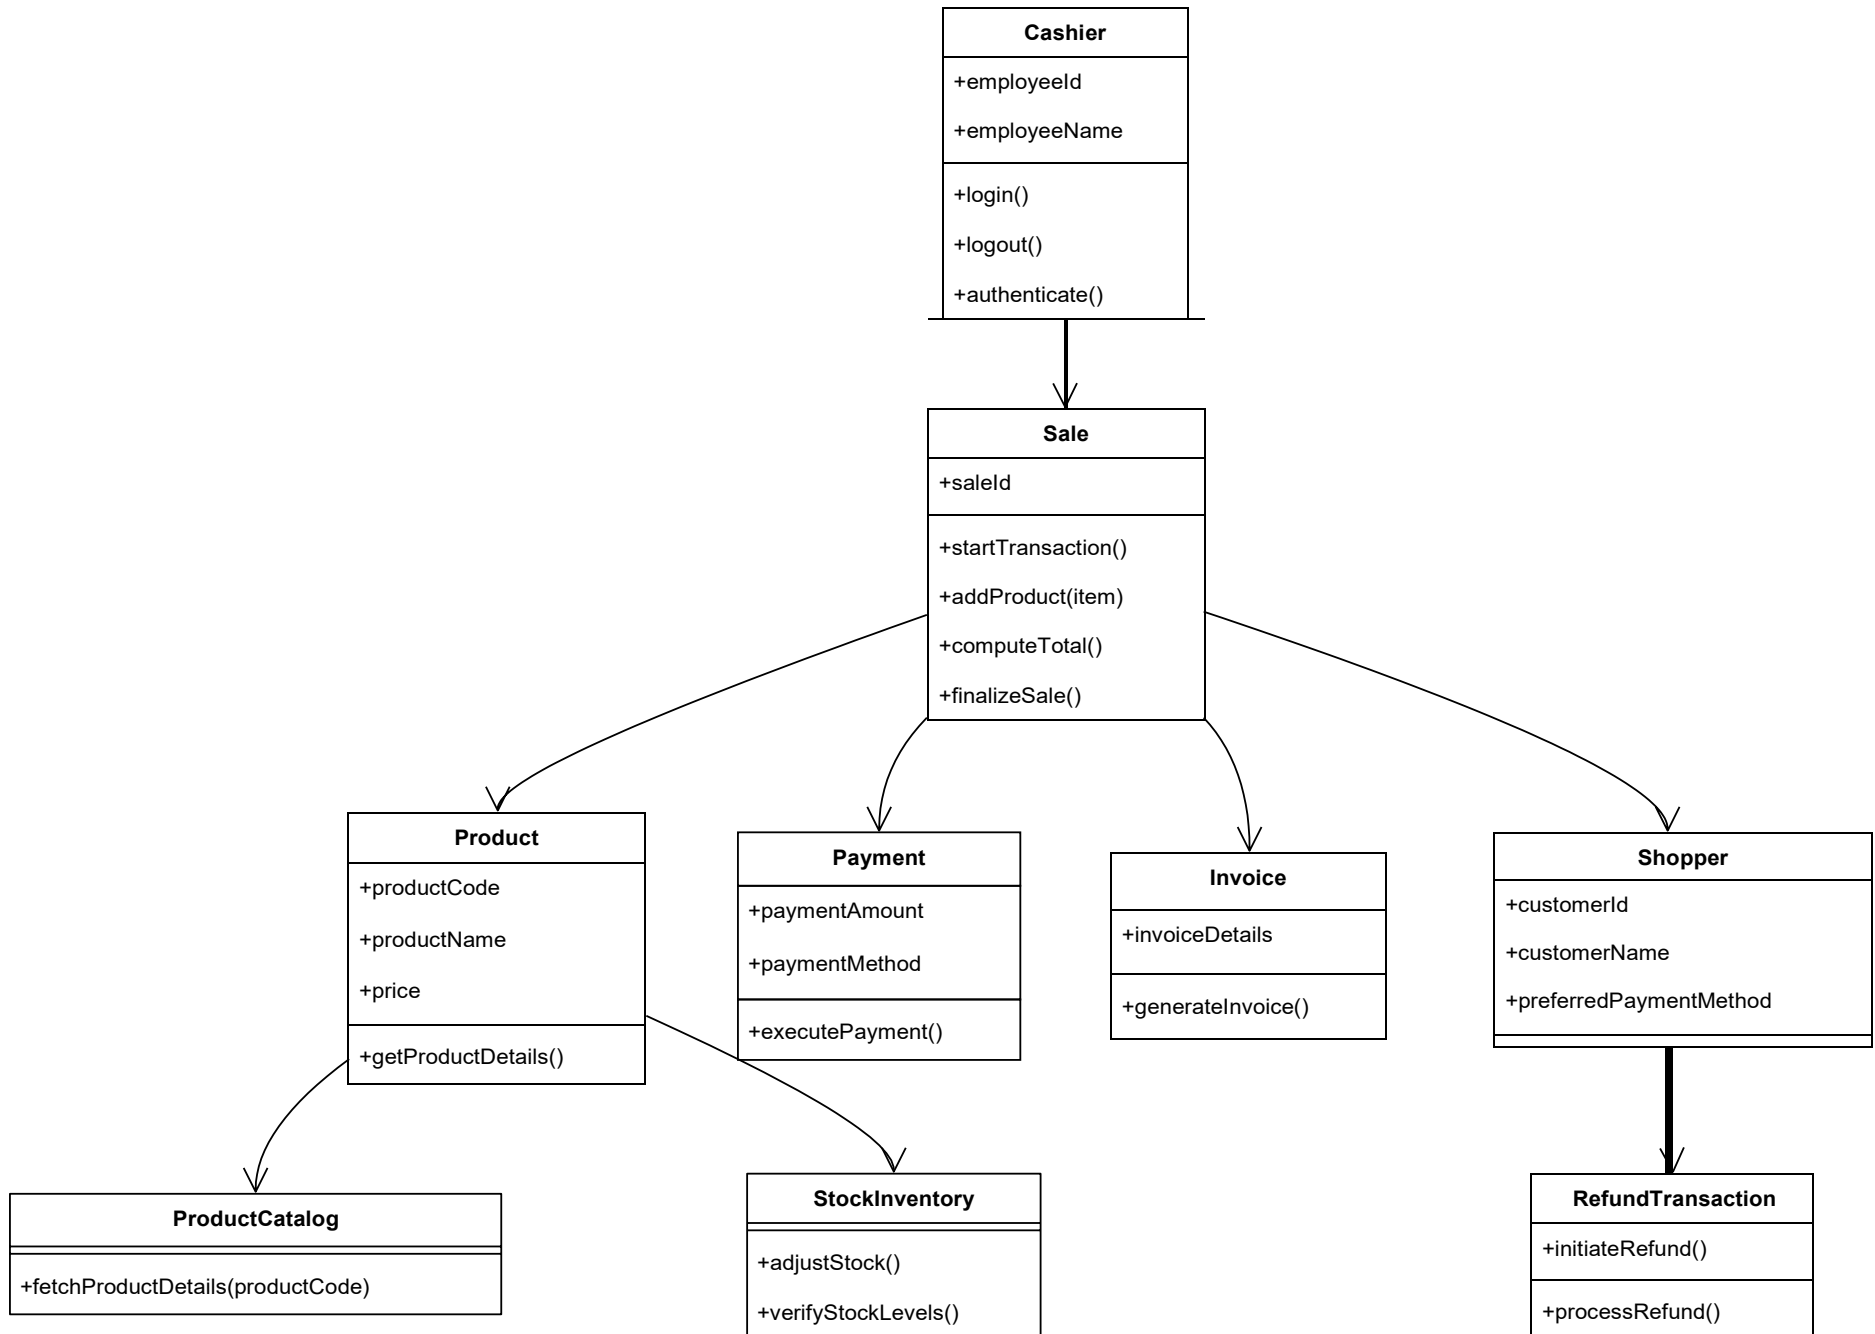 Cashier
+employeeId
+employeeName
+login()
+logout()
+authenticate()
Sale
+saleId
+startTransaction()
+addProduct(item)
+computeTotal()
+finalizeSale()
Product
+productCode
+productName
+price
+getProductDetails()
Payment
+paymentAmount
+paymentMethod
+executePayment()
Invoice
+invoiceDetails
+generateInvoice()
Shopper
+customerId
+customerName
+preferredPaymentMethod
ProductCatalog
+fetchProductDetails(productCode)
StockInventory
+adjustStock()
+verifyStockLevels()
RefundTransaction
+initiateRefund()
+processRefund()